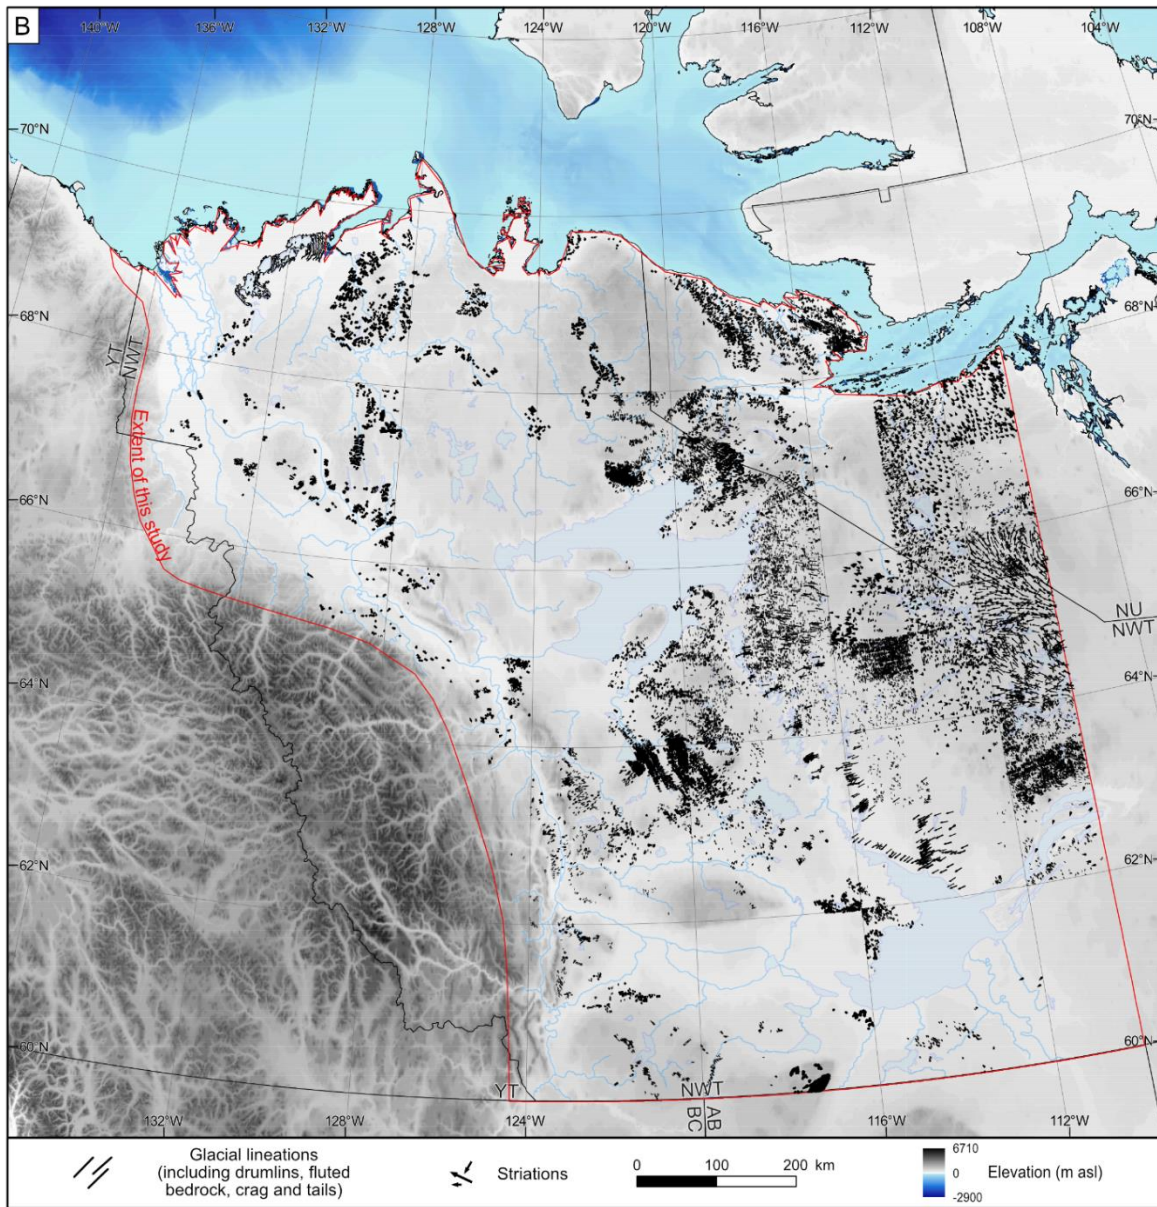 B
140°W 136°W 132°W 128°W 124°W 120°W 116°W 112°W 108°W 104°W
70°N 70°N
68°N 68°N
YT NWT
Extent of this study
66°N 66°N
NU
NWT
64°N 64°N
62°N 62°N
60°N 60°N
YT NWT
BC AB
132°W 128°W 124°W 120°W 116°W 112°W
Glacial lineations
(including drumlins, fluted
bedrock, crag and tails)
Striations
0 100 200 km
6710
0
-2900
Elevation (m asl)